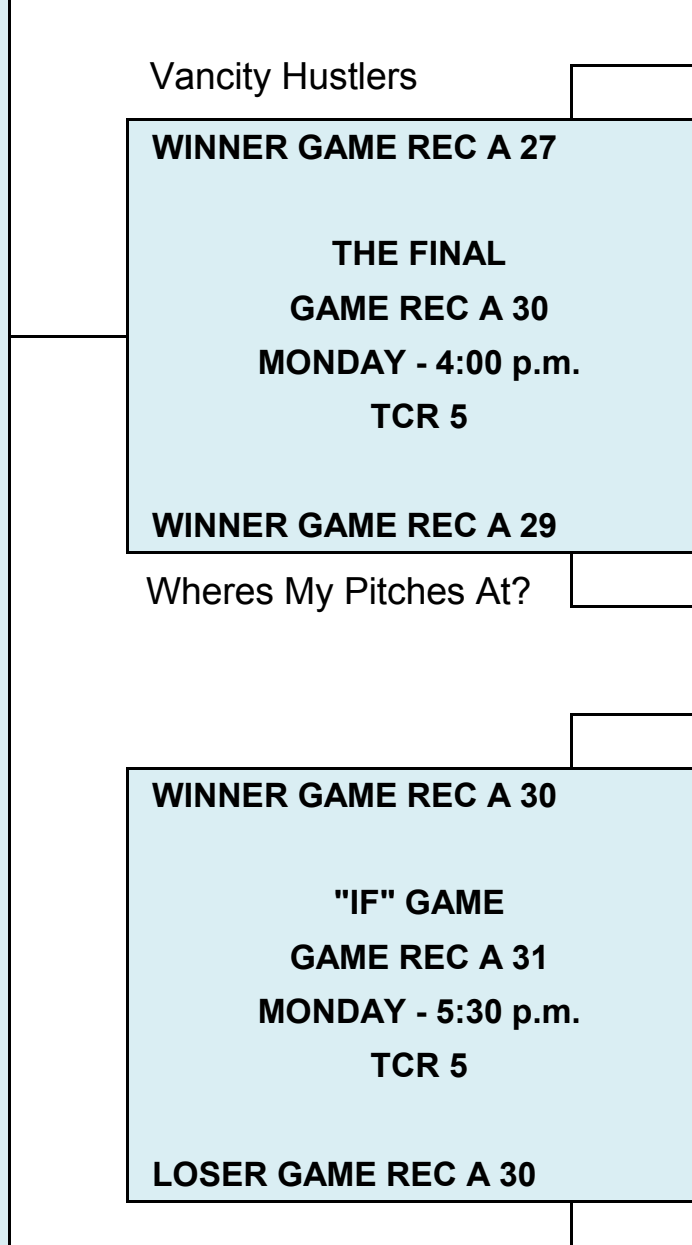 Vancity Hustlers
WINNER GAME REC A 27
THE FINAL
GAME REC A 30
MONDAY - 4:00 p.m.
TCR 5
WINNER GAME REC A 29
Wheres My Pitches At?
WINNER GAME REC A 30
"IF" GAME
GAME REC A 31
MONDAY - 5:30 p.m.
TCR 5
LOSER GAME REC A 30